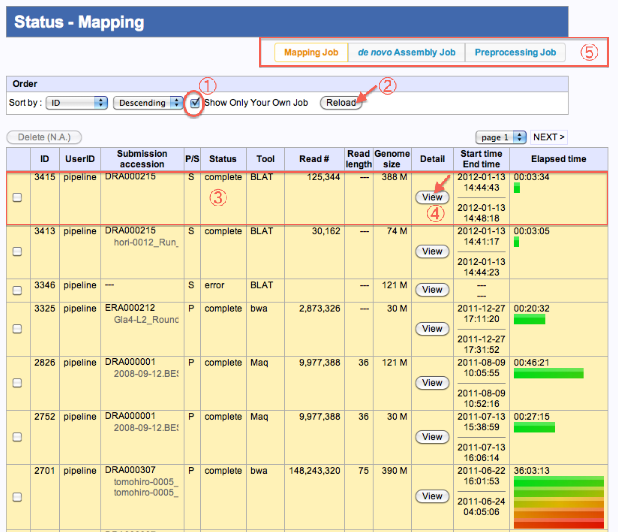 Status - Mapping
Mapping Job de novo Assembly Job Preprocessing Job ⑤
Order ① ②
Sort by : ID Descending Show Only Your Own Job Reload
Delete (N.A.) page 1 NEXT >
ID UserID Submission accession P/S Status Tool Read # Read length Genome size Detail Start time End time Elapsed time
3415 pipeline DRA000215 S complete BLAT 125,344 --- 388 M View 2012-01-13 14:44:43 2012-01-13 14:48:18 00:03:34
③ ④
3413 pipeline DRA000215 S complete BLAT 30,162 --- 74 M View 2012-01-13 14:41:17 2012-01-13 14:44:23 00:03:05
hori-0012_Run_
3346 pipeline --- S error BLAT --- 121 M View --- ---
3325 pipeline ERA000212 P complete bwa 2,873,326 --- 30 M View 2011-12-27 17:11:20 2011-12-27 17:31:52 00:20:32
Gla4-L2_Round
2826 pipeline DRA000001 P complete Maq 9,977,388 36 121 M View 2011-08-09 10:05:55 2011-08-09 10:52:16 00:46:21
2008-09-12.BES
2752 pipeline DRA000001 P complete Maq 9,977,388 36 30 M View 2011-07-13 15:38:59 2011-07-13 16:06:14 00:27:15
2008-09-12.BES
2701 pipeline DRA000307 P complete bwa 148,243,320 75 390 M View 2011-06-22 16:01:53 2011-06-24 04:05:06 36:03:13
tomohiro-0005_
tomohiro-0005_